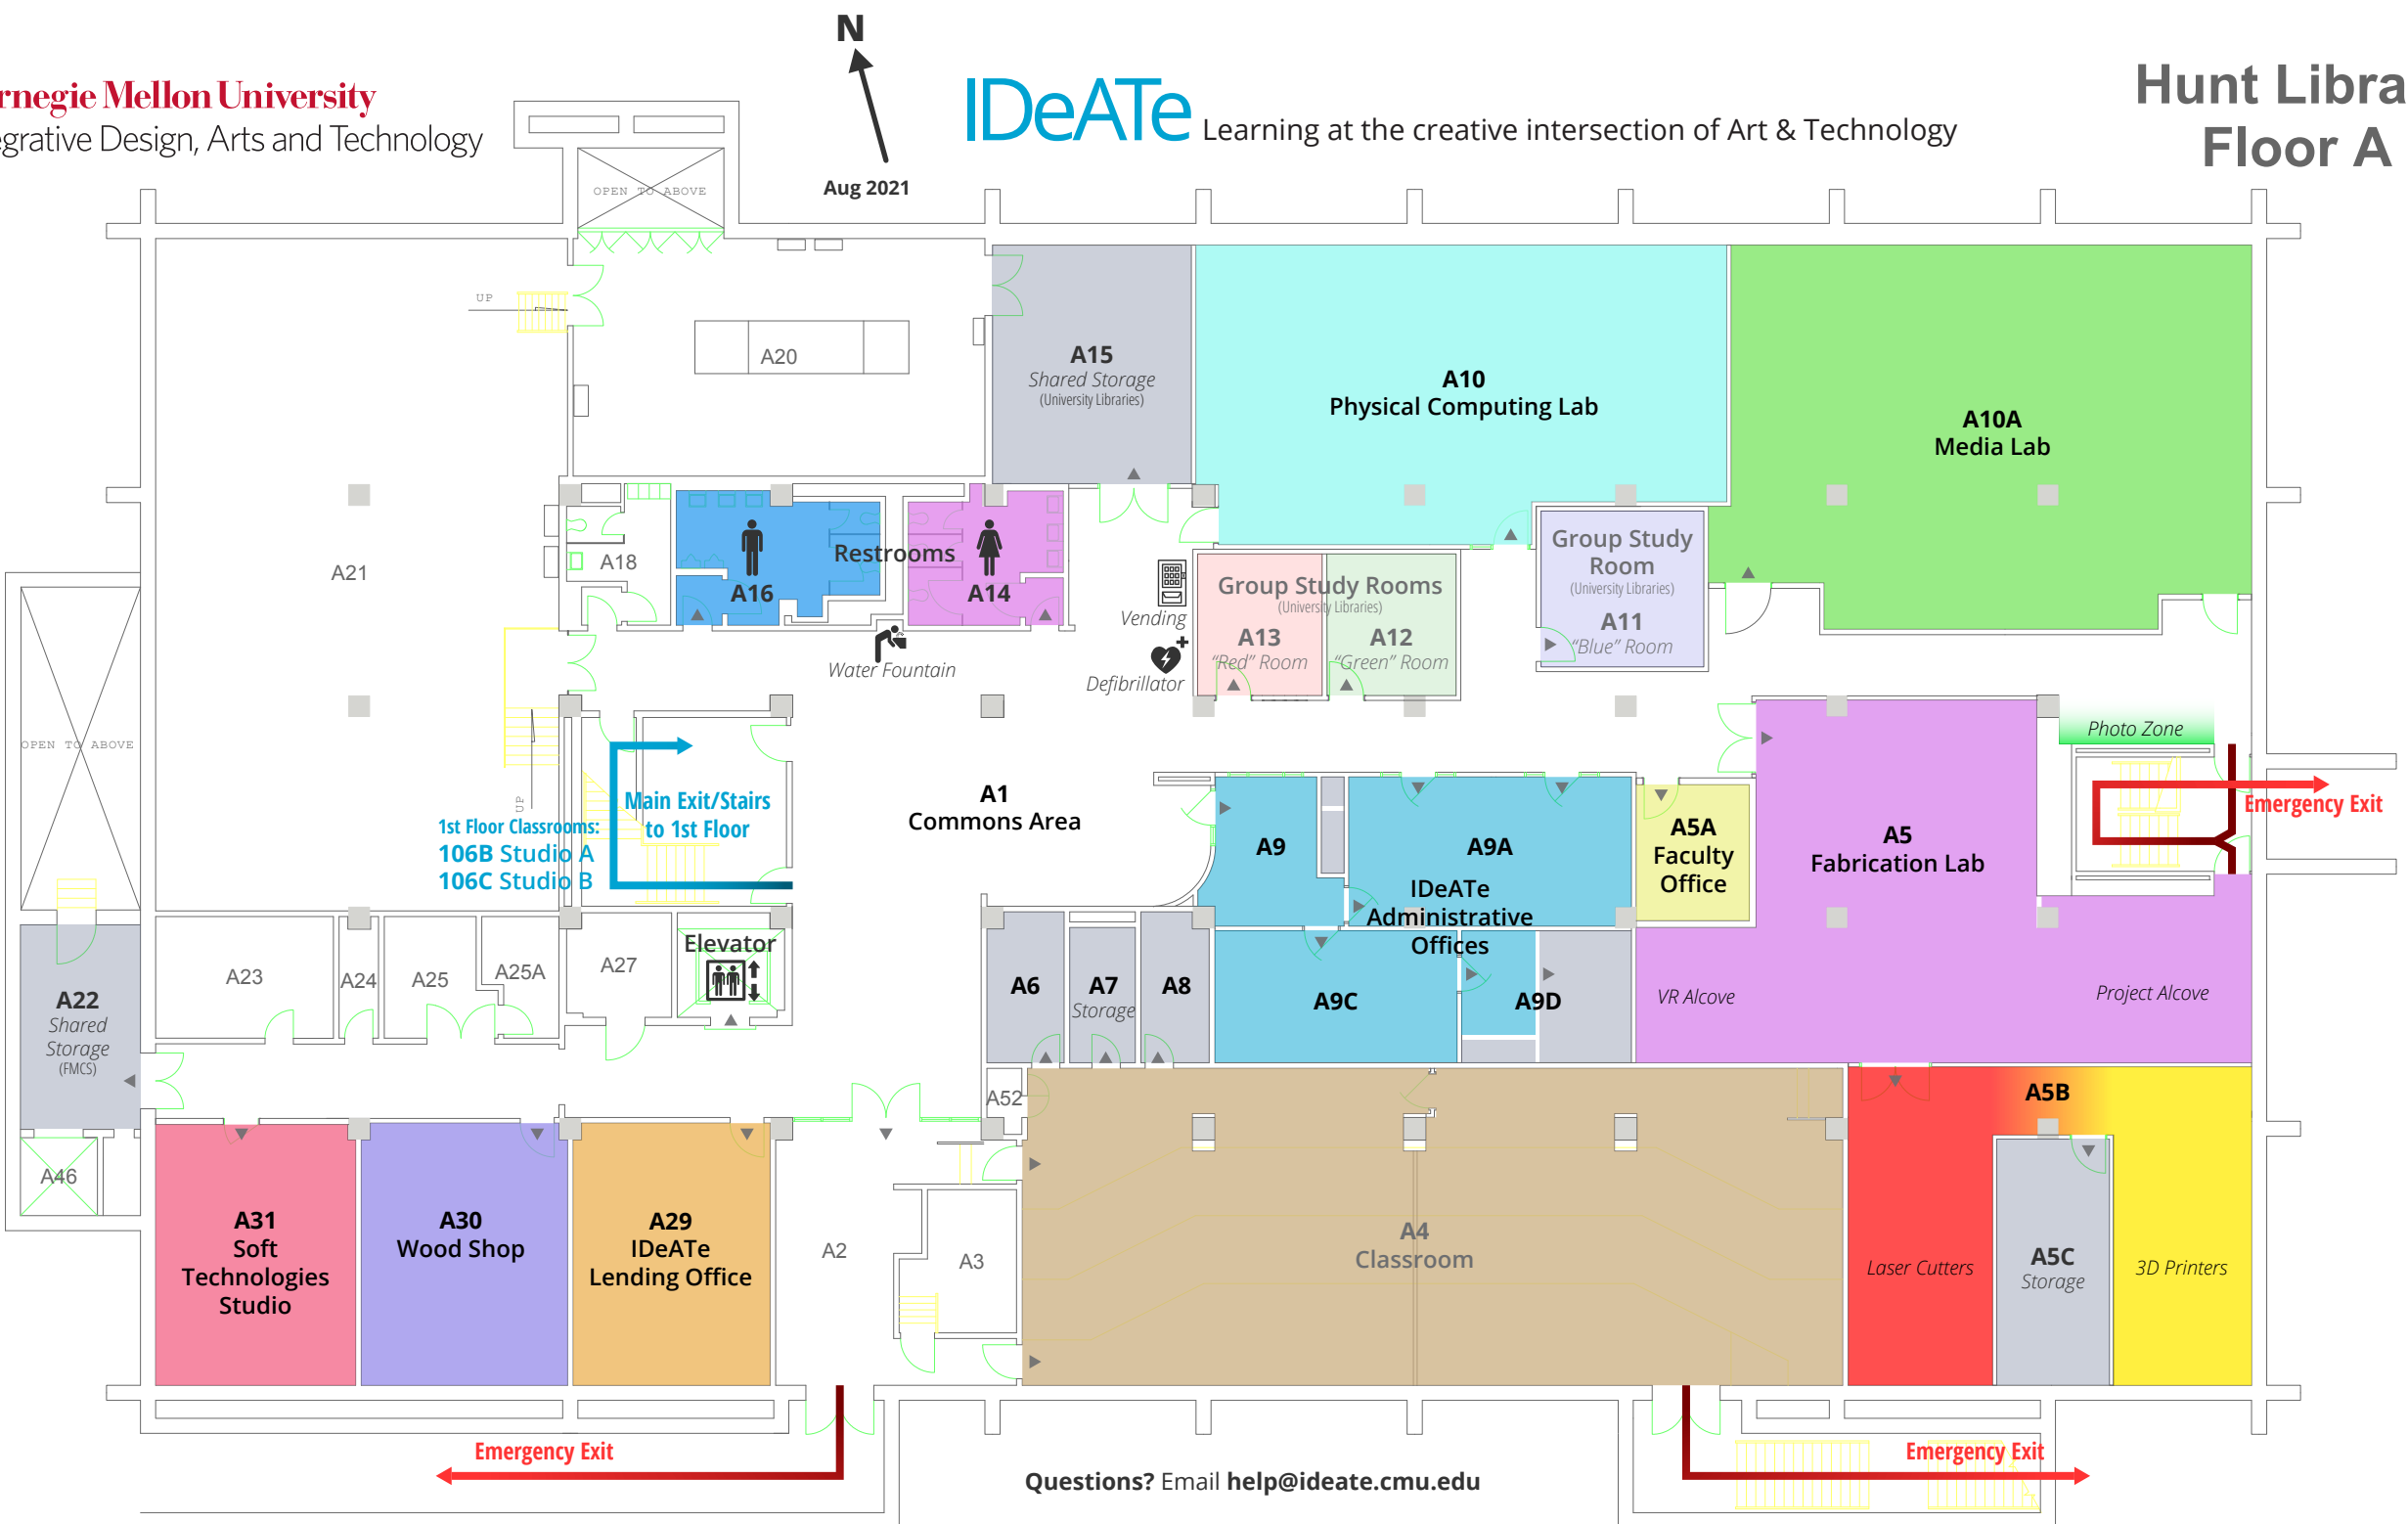 N
rnegie Mellon University
egrative Design, Arts and Technology
IDeATe Learning at the creative intersection of Art & Technology
Hunt Libra
Floor A
Aug 2021
OPEN TO ABOVE
UP
A20
A15
Shared Storage
(University Libraries)
A10
Physical Computing Lab
A10A
Media Lab
A21
A18
Restrooms
A16
A14
Water Fountain
Vending
Defibrillator
Group Study Rooms
(University Libraries)
A13
"Red" Room
A12
"Green" Room
Group Study
Room
(University Libraries)
A11
"Blue" Room
OPEN TO ABOVE
UP
Main Exit/Stairs
to 1st Floor
1st Floor Classrooms:
106B Studio A
106C Studio B
A1
Commons Area
A9
A9A
IDeATe
Administrative
Offices
A5A
Faculty
Office
A5
Fabrication Lab
Photo Zone
Emergency Exit
A22
Shared
Storage
(FMCS)
A23
A24
A25
A25A
A27
Elevator
A6
A7
Storage
A8
A9C
A9D
VR Alcove
Project Alcove
A52
A5B
A46
A31
Soft
Technologies
Studio
A30
Wood Shop
A29
IDeATe
Lending Office
A2
A3
A4
Classroom
Laser Cutters
A5C
Storage
3D Printers
Emergency Exit
Questions? Email help@ideate.cmu.edu
Emergency Exit